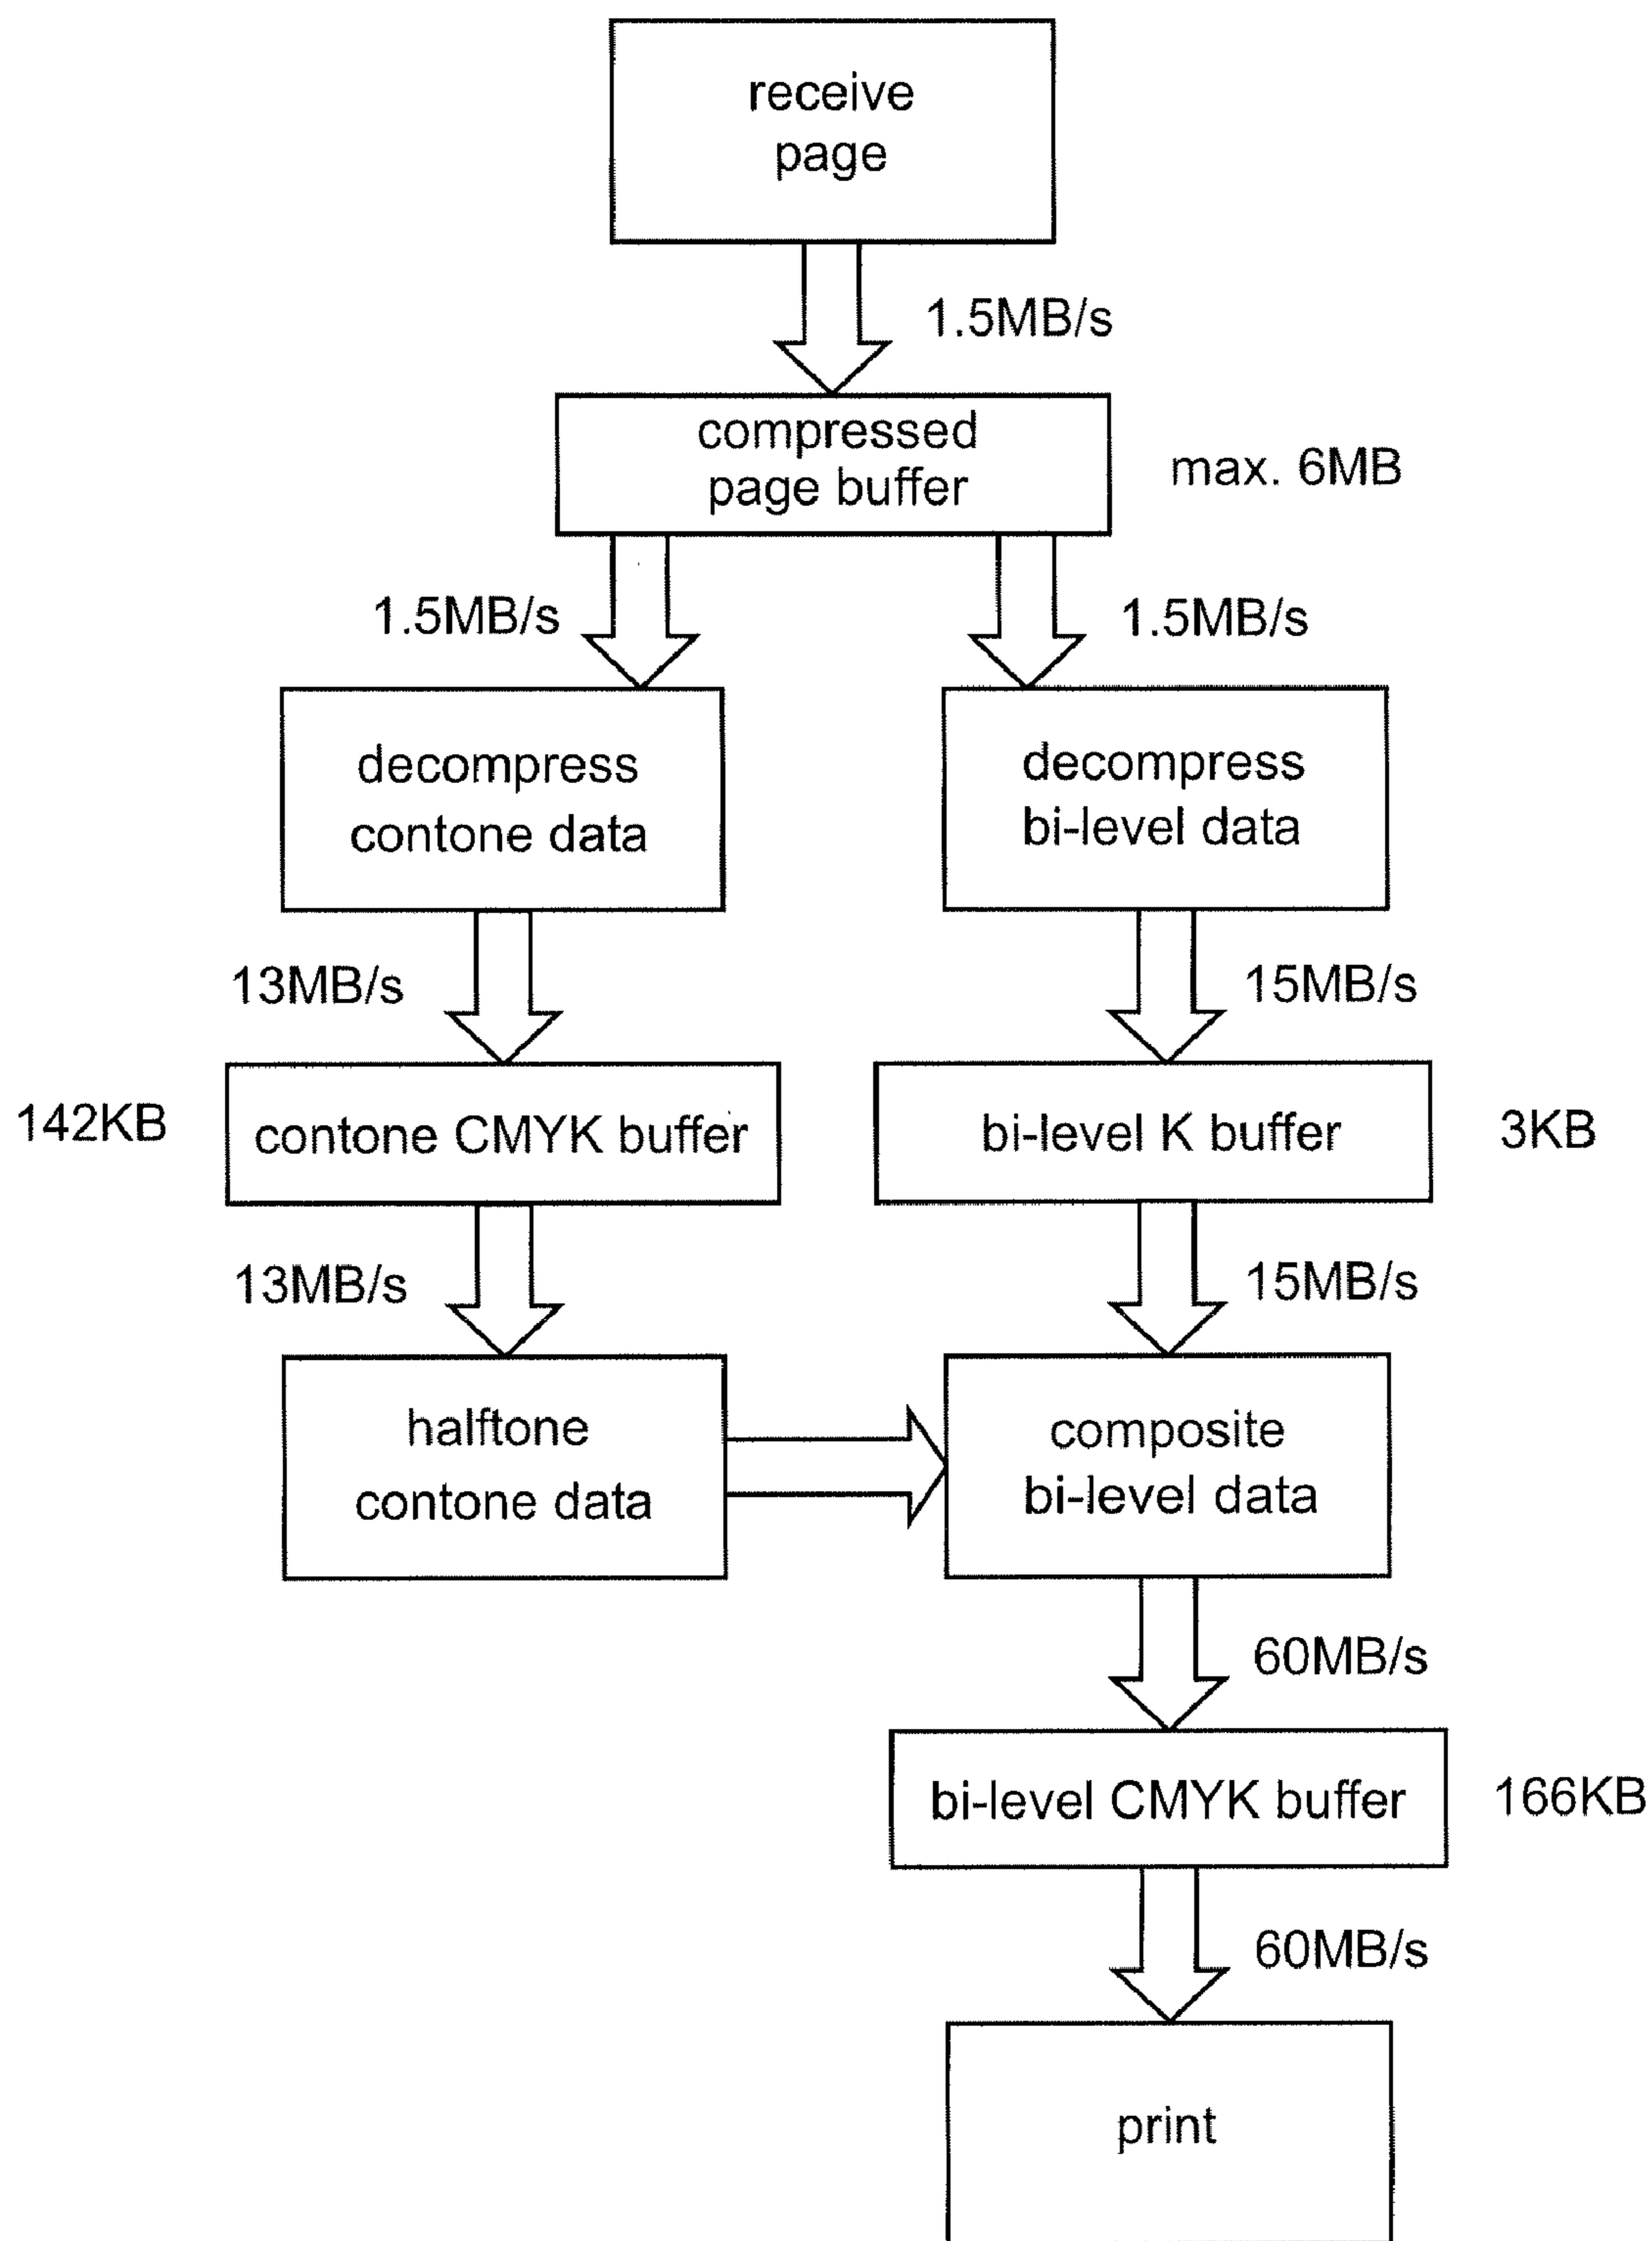 receive
page
1.5MB/s
compressed
page buffer
max. 6MB
1.5MB/s
1.5MB/s
decompress
contone data
decompress
bi-level data
13MB/s
15MB/s
142KB
contone CMYK buffer
bi-level K buffer
3KB
13MB/s
15MB/s
halftone
contone data
composite
bi-level data
60MB/s
bi-level CMYK buffer
166KB
60MB/s
print